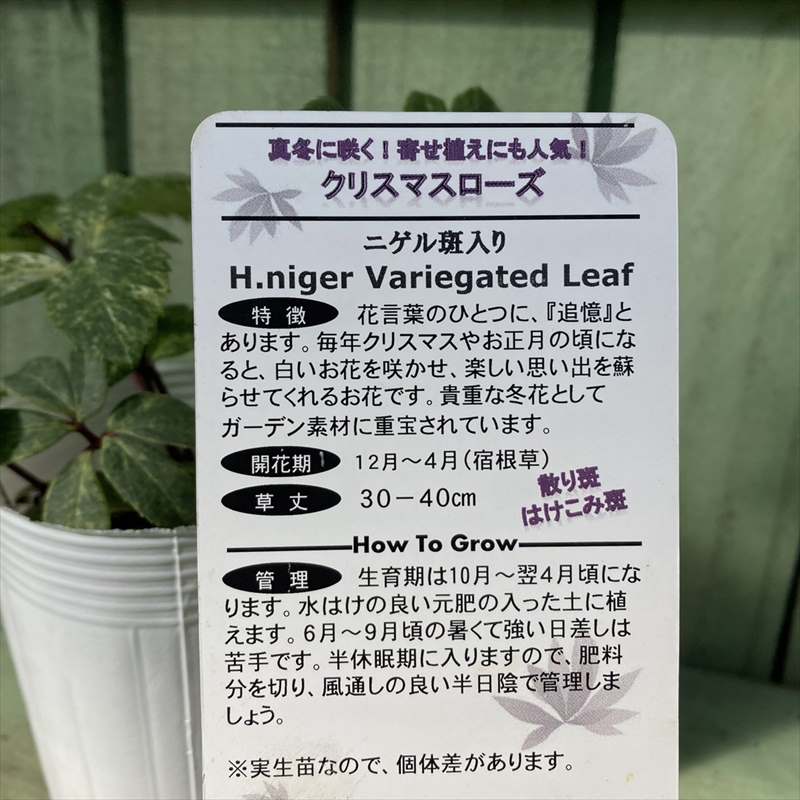 真冬に咲く！寄せ植えにも人気！
クリスマスローズ
ニゲル斑入り
H.niger Variegated Leaf
特 徴 花言葉のひとつに、『追憶』と
あります。毎年クリスマスやお正月の頃にな
ると、白いお花を咲かせ、楽しい思い出を蘇
らせてくれるお花です。貴重な冬花として
ガーデン素材に重宝されています。
開花期 12月～4月(宿根草)
草 丈 30－40㎝
散り斑
はけこみ斑
How To Grow
管 理 生育期は10月～翌4月頃にな
ります。水はけの良い元肥の入った土に植
えます。6月～9月頃の暑くて強い日差しは
苦手です。半休眠期に入りますので、肥料
分を切り、風通しの良い半日陰で管理しま
しょう。
※実生苗なので、個体差があります。